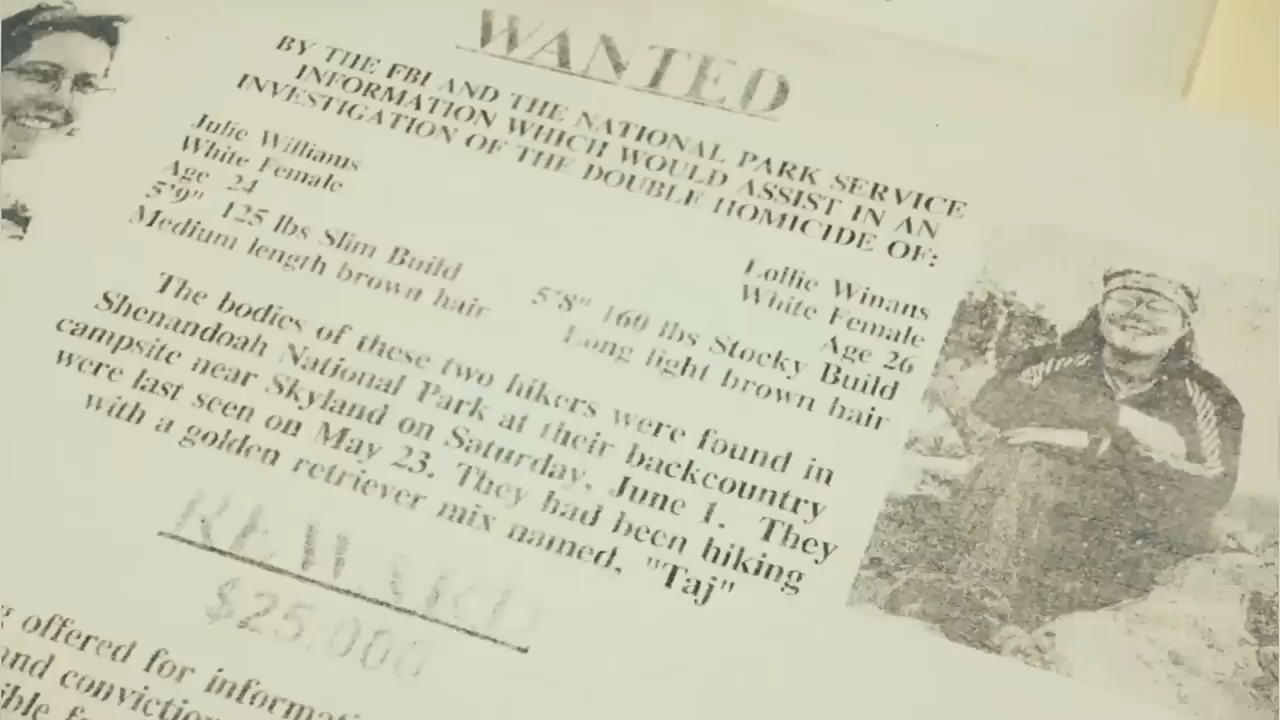 WANTED
BY THE FBI AND THE NATIONAL PARK SERVICE
INFORMATION WHICH WOULD ASSIST IN AN
INVESTIGATION OF THE DOUBLE HOMICIDE OF:
Julie Williams
White Female
Age 24
5'9" 125 lbs Slim Build
Medium length brown hair
Lollie Winans
White Female
Age 26
5'8" 160 lbs Stocky Build
Long light brown hair
The bodies of these two hikers were found in
Shenandoah National Park at their backcountry
campsite near Skyland on Saturday, June 1. They
were last seen on May 23. They had been hiking
with a golden retriever mix named, "Taj"
REWARD
$25,000
offered for informati
and conviction